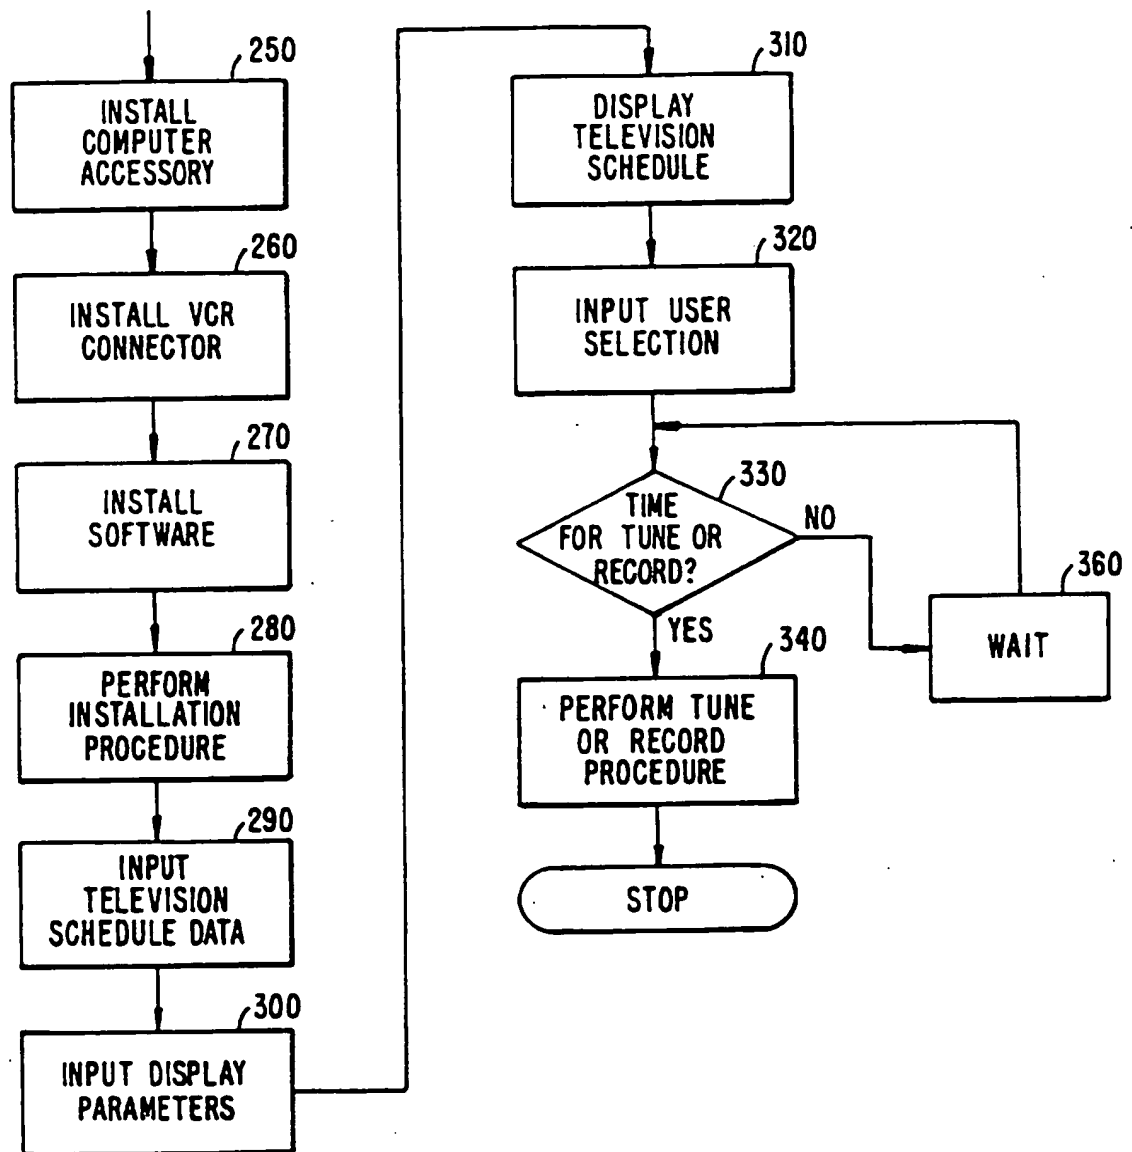 250
INSTALL
COMPUTER
ACCESSORY
260
INSTALL VCR
CONNECTOR
270
INSTALL
SOFTWARE
280
PERFORM
INSTALLATION
PROCEDURE
290
INPUT
TELEVISION
SCHEDULE DATA
300
INPUT DISPLAY
PARAMETERS
310
DISPLAY
TELEVISION
SCHEDULE
320
INPUT USER
SELECTION
330
TIME
FOR TUNE OR
RECORD?
NO
YES
360
WAIT
340
PERFORM TUNE
OR RECORD
PROCEDURE
STOP